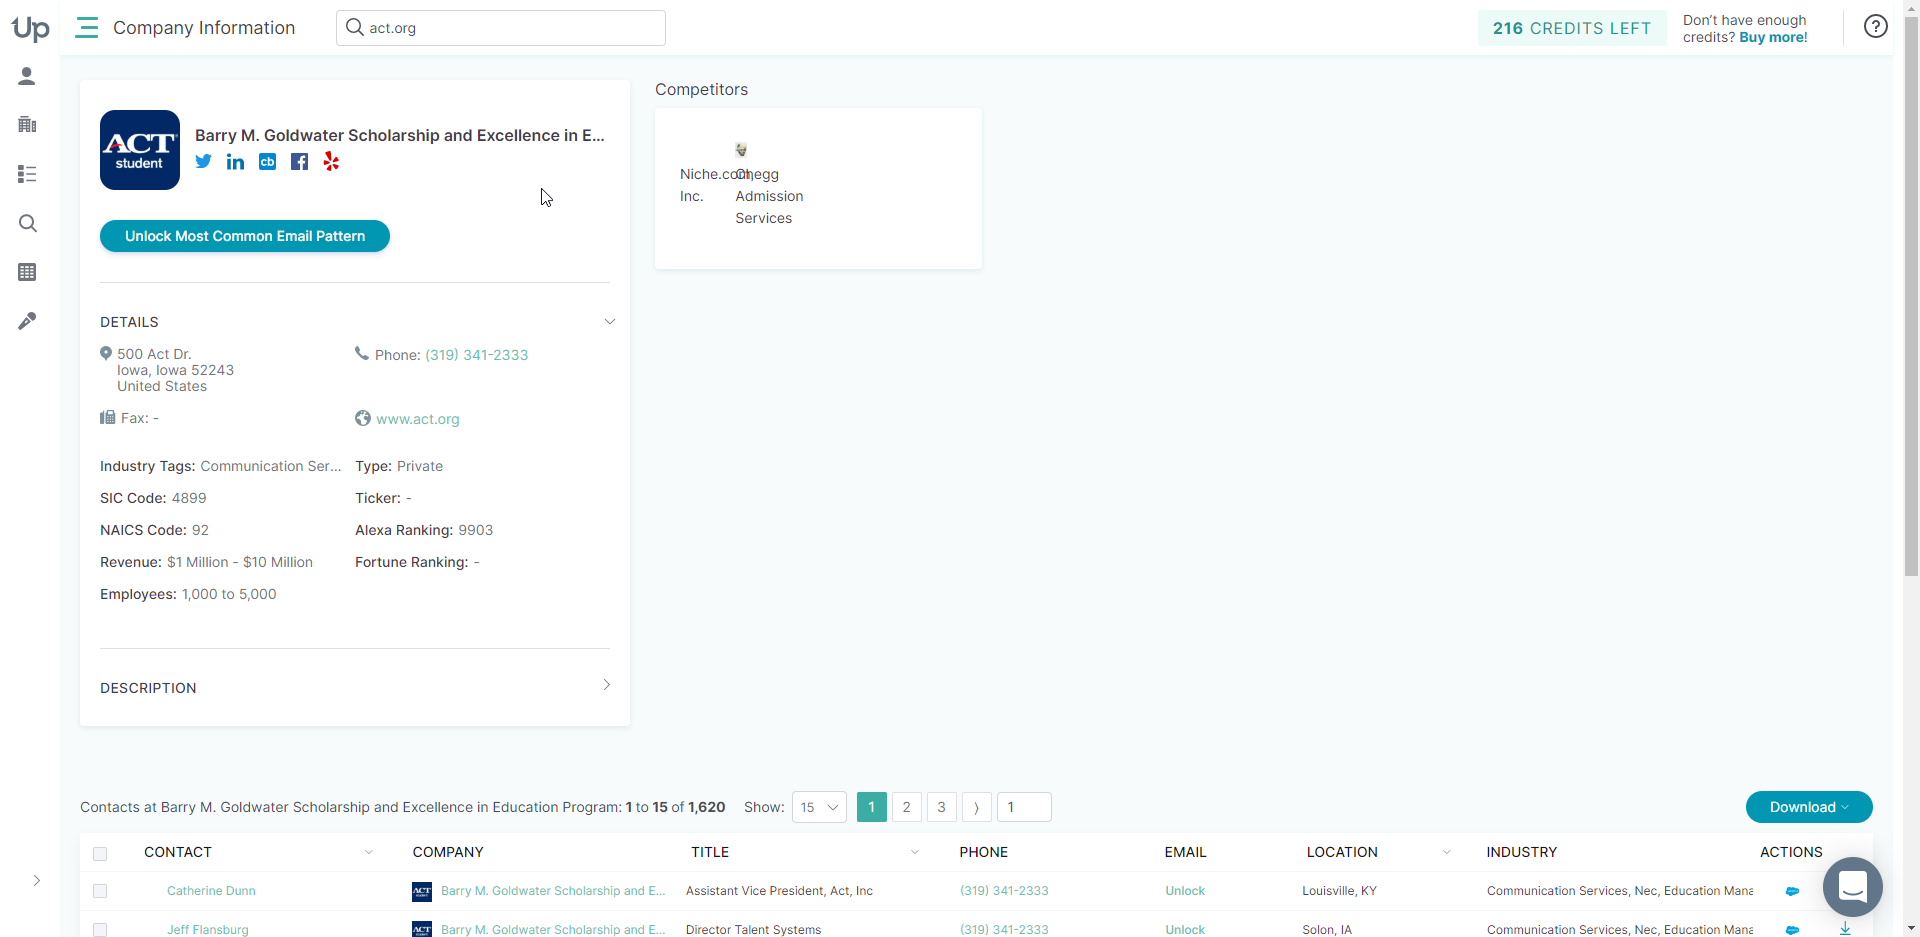 Up
Company Information
act.org
216 CREDITS LEFT
Don't have enough
credits? Buy more!
ACT
student
Barry M. Goldwater Scholarship and Excellence in E...
cb
Unlock Most Common Email Pattern
Competitors
Niche.com,
Inc.
Chegg
Admission
Services
DETAILS
500 Act Dr.
Iowa, Iowa 52243
United States
Phone: (319) 341-2333
Fax: -
www.act.org
Industry Tags: Communication Ser...
Type: Private
SIC Code: 4899
Ticker: -
NAICS Code: 92
Alexa Ranking: 9903
Revenue: $1 Million - $10 Million
Fortune Ranking: -
Employees: 1,000 to 5,000
DESCRIPTION
Contacts at Barry M. Goldwater Scholarship and Excellence in Education Program: 1 to 15 of 1,620 Show: 15 1 2 3 1
Download
CONTACT COMPANY TITLE PHONE EMAIL LOCATION INDUSTRY ACTIONS
Catherine Dunn ACT Barry M. Goldwater Scholarship and E... Assistant Vice President, Act, Inc (319) 341-2333 Unlock Louisville, KY Communication Services, Nec, Education Mana
Jeff Flansburg ACT Barry M. Goldwater Scholarship and E... Director Talent Systems (319) 341-2333 Unlock Solon, IA Communication Services, Nec, Education Mana